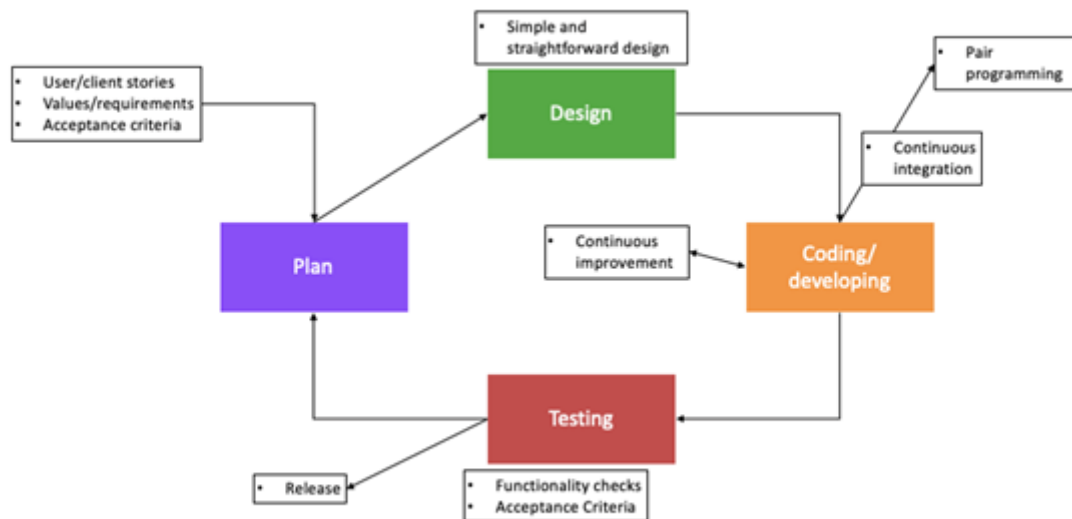 • Simple and
straightforward design
• Pair
programming
• User/client stories
• Values/requirements
• Acceptance criteria
Design
• Continuous
integration
Plan
• Continuous
improvement
Coding/
developing
Testing
• Release
• Functionality checks
• Acceptance Criteria